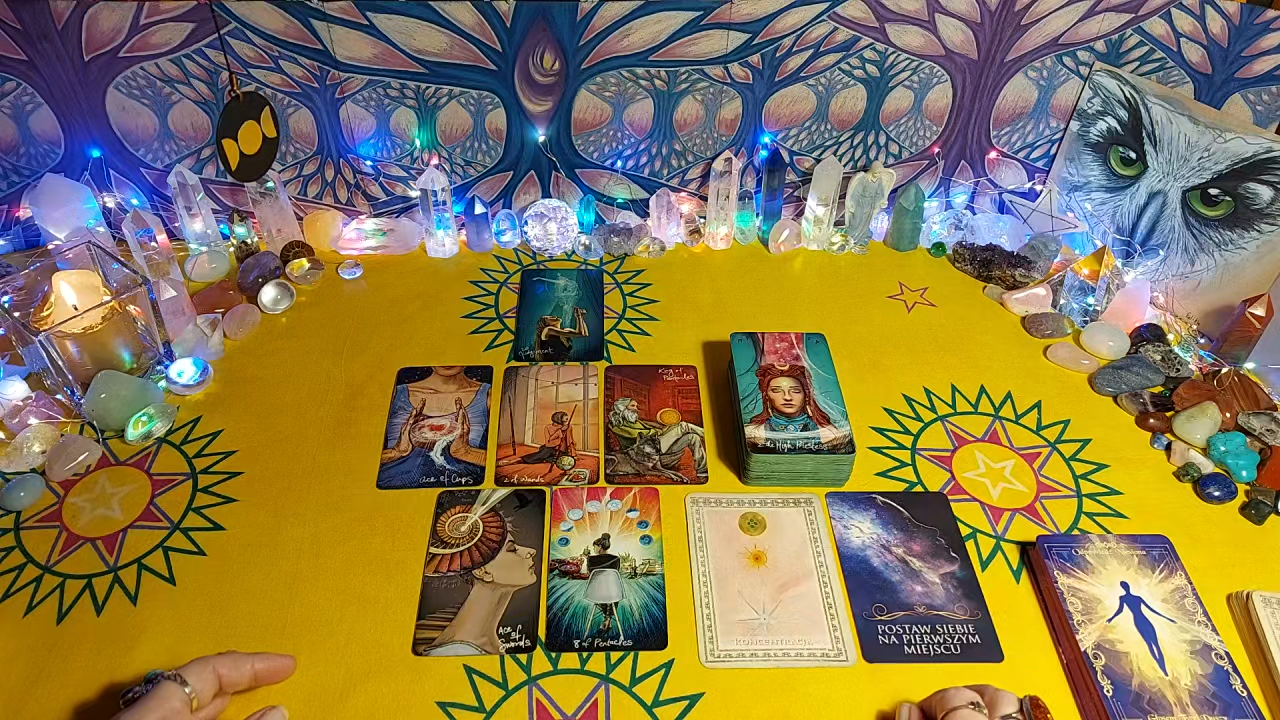 Judgment
Ace of Cups
2 of Wands
King of
Pentacles
The High Priestess
Ace of
Swords
8 of Pentacles
KONCENTRACJA
POSTAW SIEBIE
NA PIERWSZYM
MIEJSCU